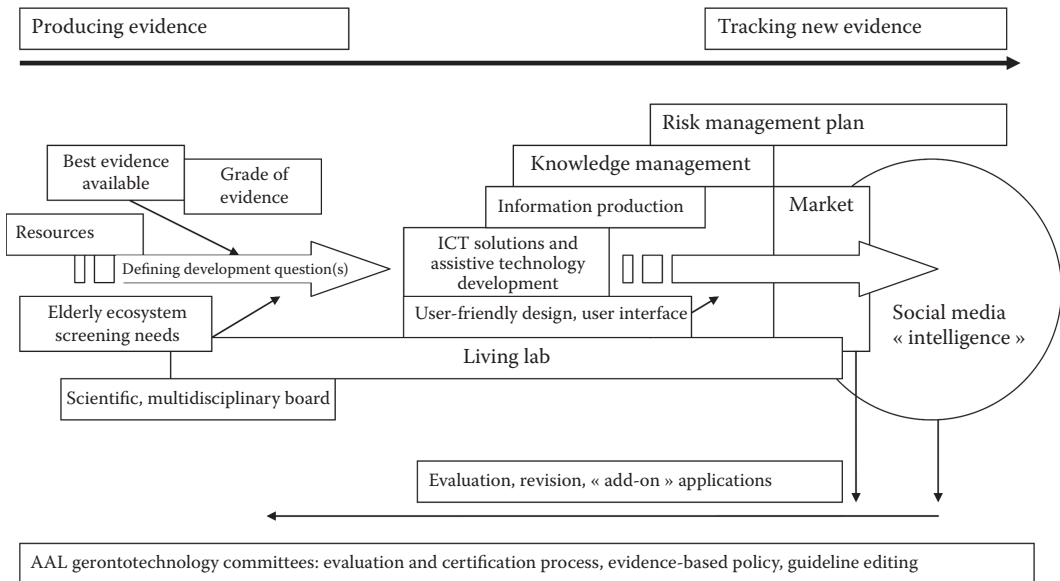 Producing evidence
Tracking new evidence
Risk management plan
Best evidence
available
Grade of
evidence
Knowledge management
Information production
Market
Resources
ICT solutions and
assistive technology
development
Defining development question(s)
Elderly ecosystem
screening needs
User-friendly design, user interface
Social media
« intelligence »
Living lab
Scientific, multidisciplinary board
Evaluation, revision, « add-on » applications
AAL gerontotechnology committees: evaluation and certification process, evidence-based policy, guideline editing